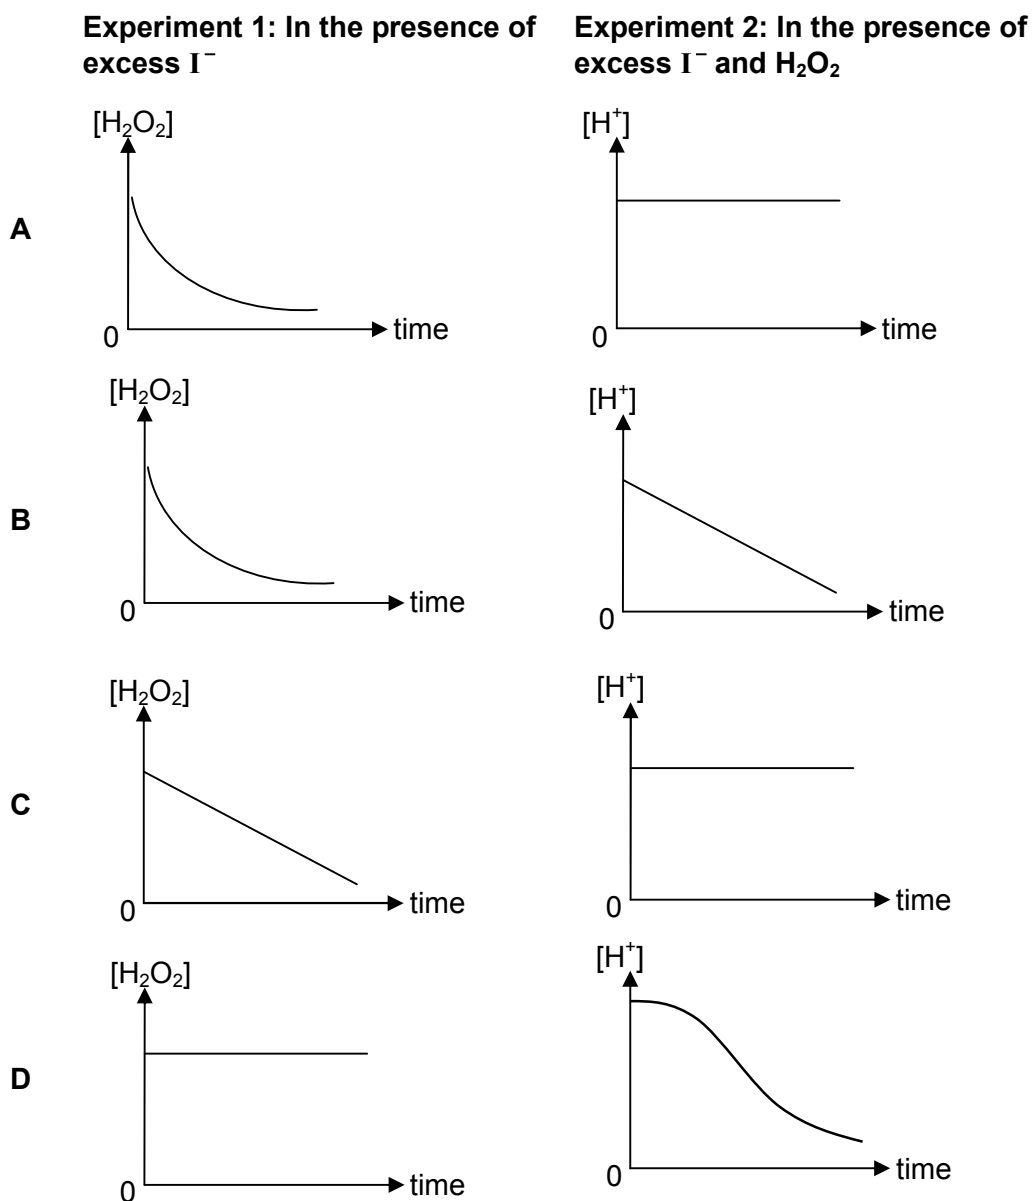 Experiment 1: In the presence of
excess I⁻
Experiment 2: In the presence of
excess I⁻ and H₂O₂
A
[H₂O₂]
0
time
[H⁺]
0
time
B
[H₂O₂]
0
time
[H⁺]
0
time
C
[H₂O₂]
0
time
[H⁺]
0
time
D
[H₂O₂]
0
time
[H⁺]
0
time